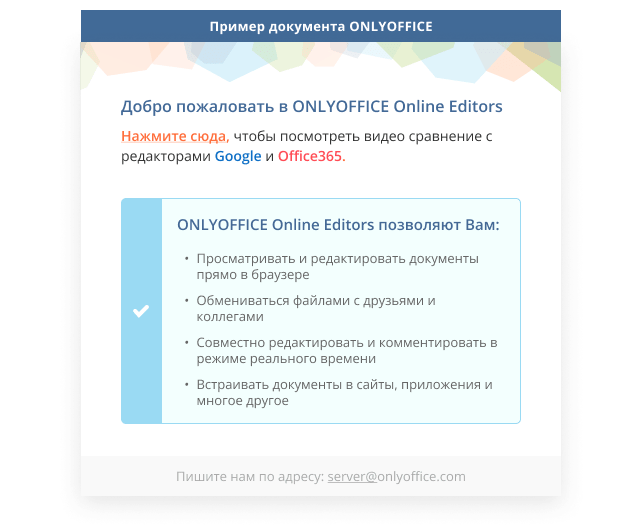 Пример документа ONLYOFFICE
Добро пожаловать в ONLYOFFICE Online Editors
Нажмите сюда, чтобы посмотреть видео сравнение с
редакторами Google и Office365.
ONLYOFFICE Online Editors позволяют Вам:
• Просматривать и редактировать документы
прямо в браузере
• Обмениваться файлами с друзьями и
коллегами
• Совместно редактировать и комментировать в
режиме реального времени
• Встраивать документы в сайты, приложения и
многое другое
Пишите нам по адресу: server@onlyoffice.com